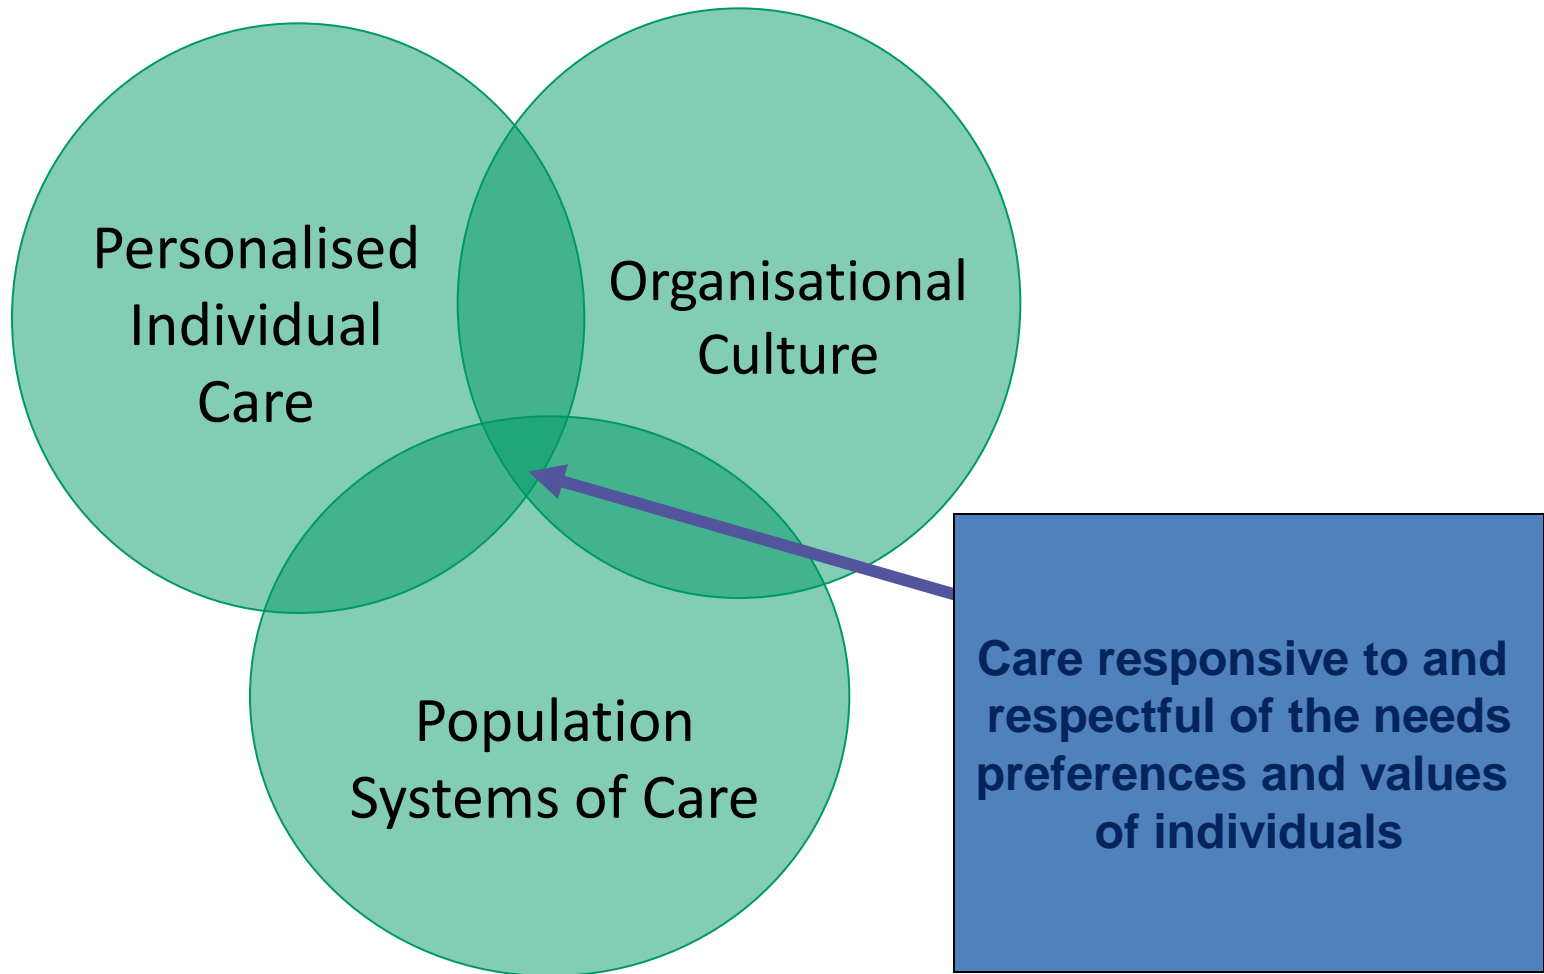 Personalised
Individual
Care
Organisational
Culture
Population
Systems of Care
Care responsive to and
respectful of the needs
preferences and values
of individuals